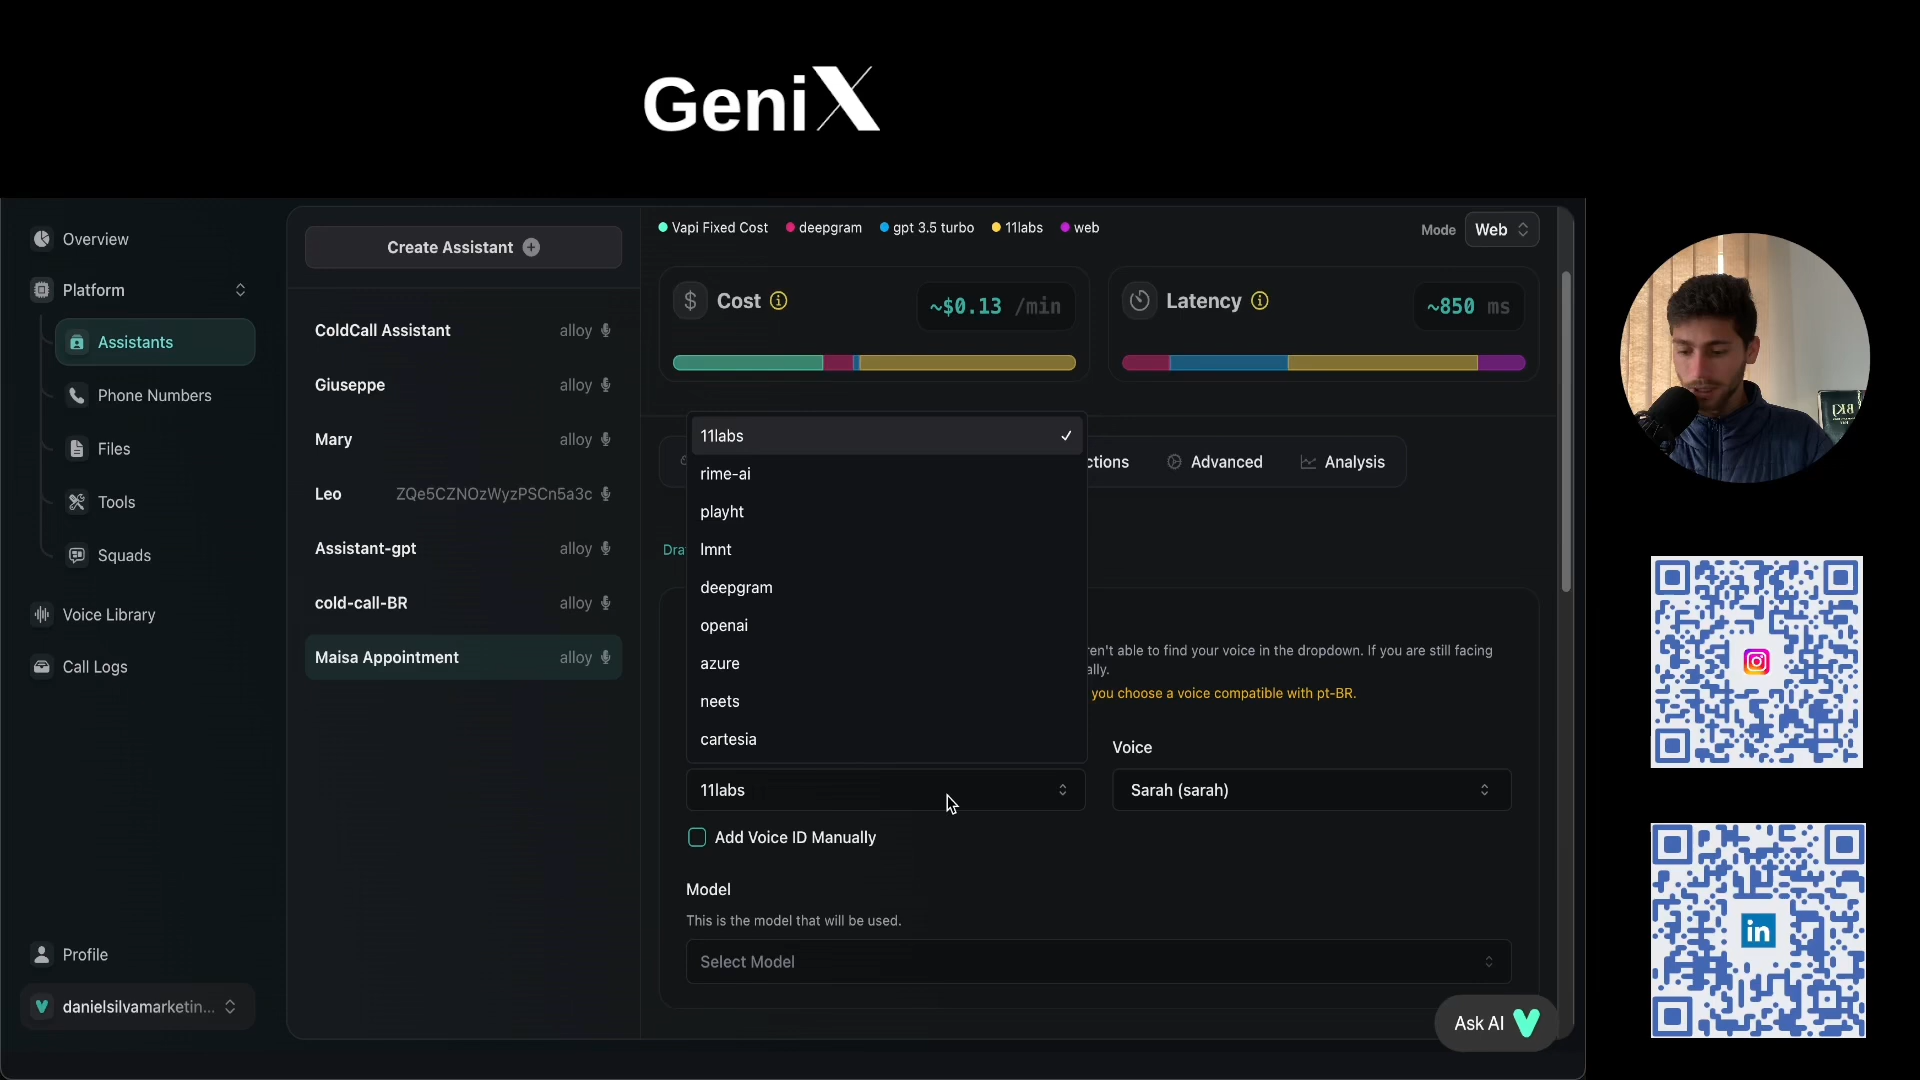 GeniX
Overview
Platform
Assistants
Phone Numbers
Files
Tools
Squads
Voice Library
Call Logs
Profile
danielsilvamarketin...
Create Assistant
ColdCall Assistant alloy
Giuseppe alloy
Mary alloy
Leo ZQe5CZNOzWyzPSCn5a3c
Assistant-gpt alloy
cold-call-BR alloy
Maisa Appointment alloy
Vapi Fixed Cost deepgram gpt 3.5 turbo 11labs web
Mode Web
Cost ~$0.13 /min
Latency ~850 ms
ctions Advanced Analysis
Dra
11labs
rime-ai
playht
lmnt
deepgram
openai
azure
neets
cartesia
en't able to find your voice in the dropdown. If you are still facing
ally.
you choose a voice compatible with pt-BR.
Voice
11labs
Sarah (sarah)
Add Voice ID Manually
Model
This is the model that will be used.
Select Model
Ask AI
BKJ
in